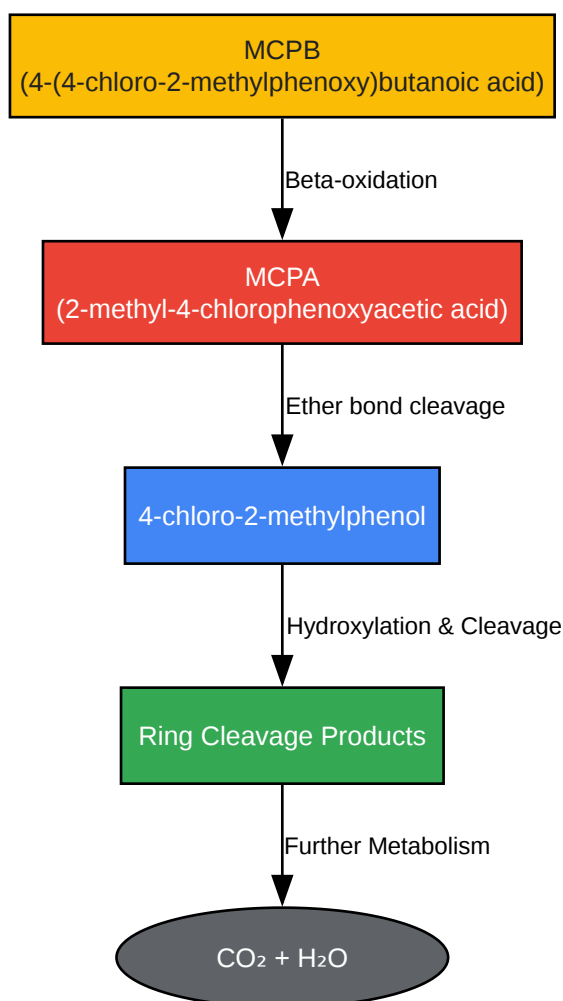 MCPB
(4-(4-chloro-2-methylphenoxy)butanoic acid)
Beta-oxidation
MCPA
(2-methyl-4-chlorophenoxyacetic acid)
Ether bond cleavage
4-chloro-2-methylphenol
Hydroxylation & Cleavage
Ring Cleavage Products
Further Metabolism
CO₂ + H₂O